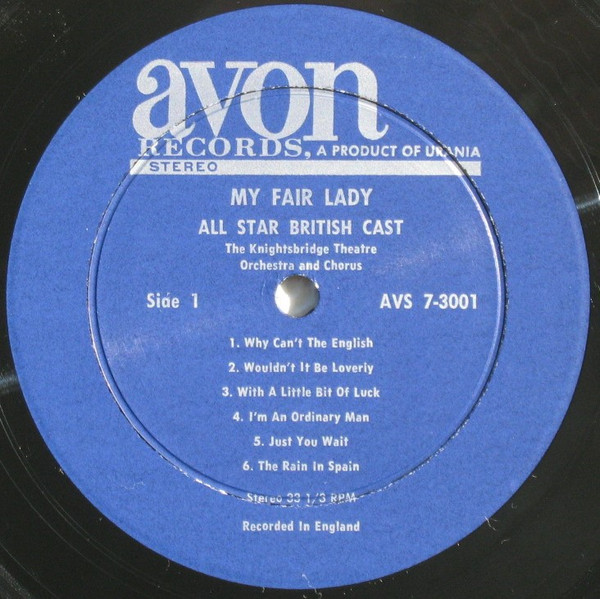 avon
RECORDS, A PRODUCT OF URANIA
STEREO
MY FAIR LADY
ALL STAR BRITISH CAST
The Knightsbridge Theatre
Orchestra and Chorus
Side 1 AVS 7-3001
1. Why Can't The English
2. Wouldn't It Be Loverly
3. With A Little Bit Of Luck
4. I'm An Ordinary Man
5. Just You Wait
6. The Rain In Spain
Stereo 33 1/3 RPM
Recorded In England